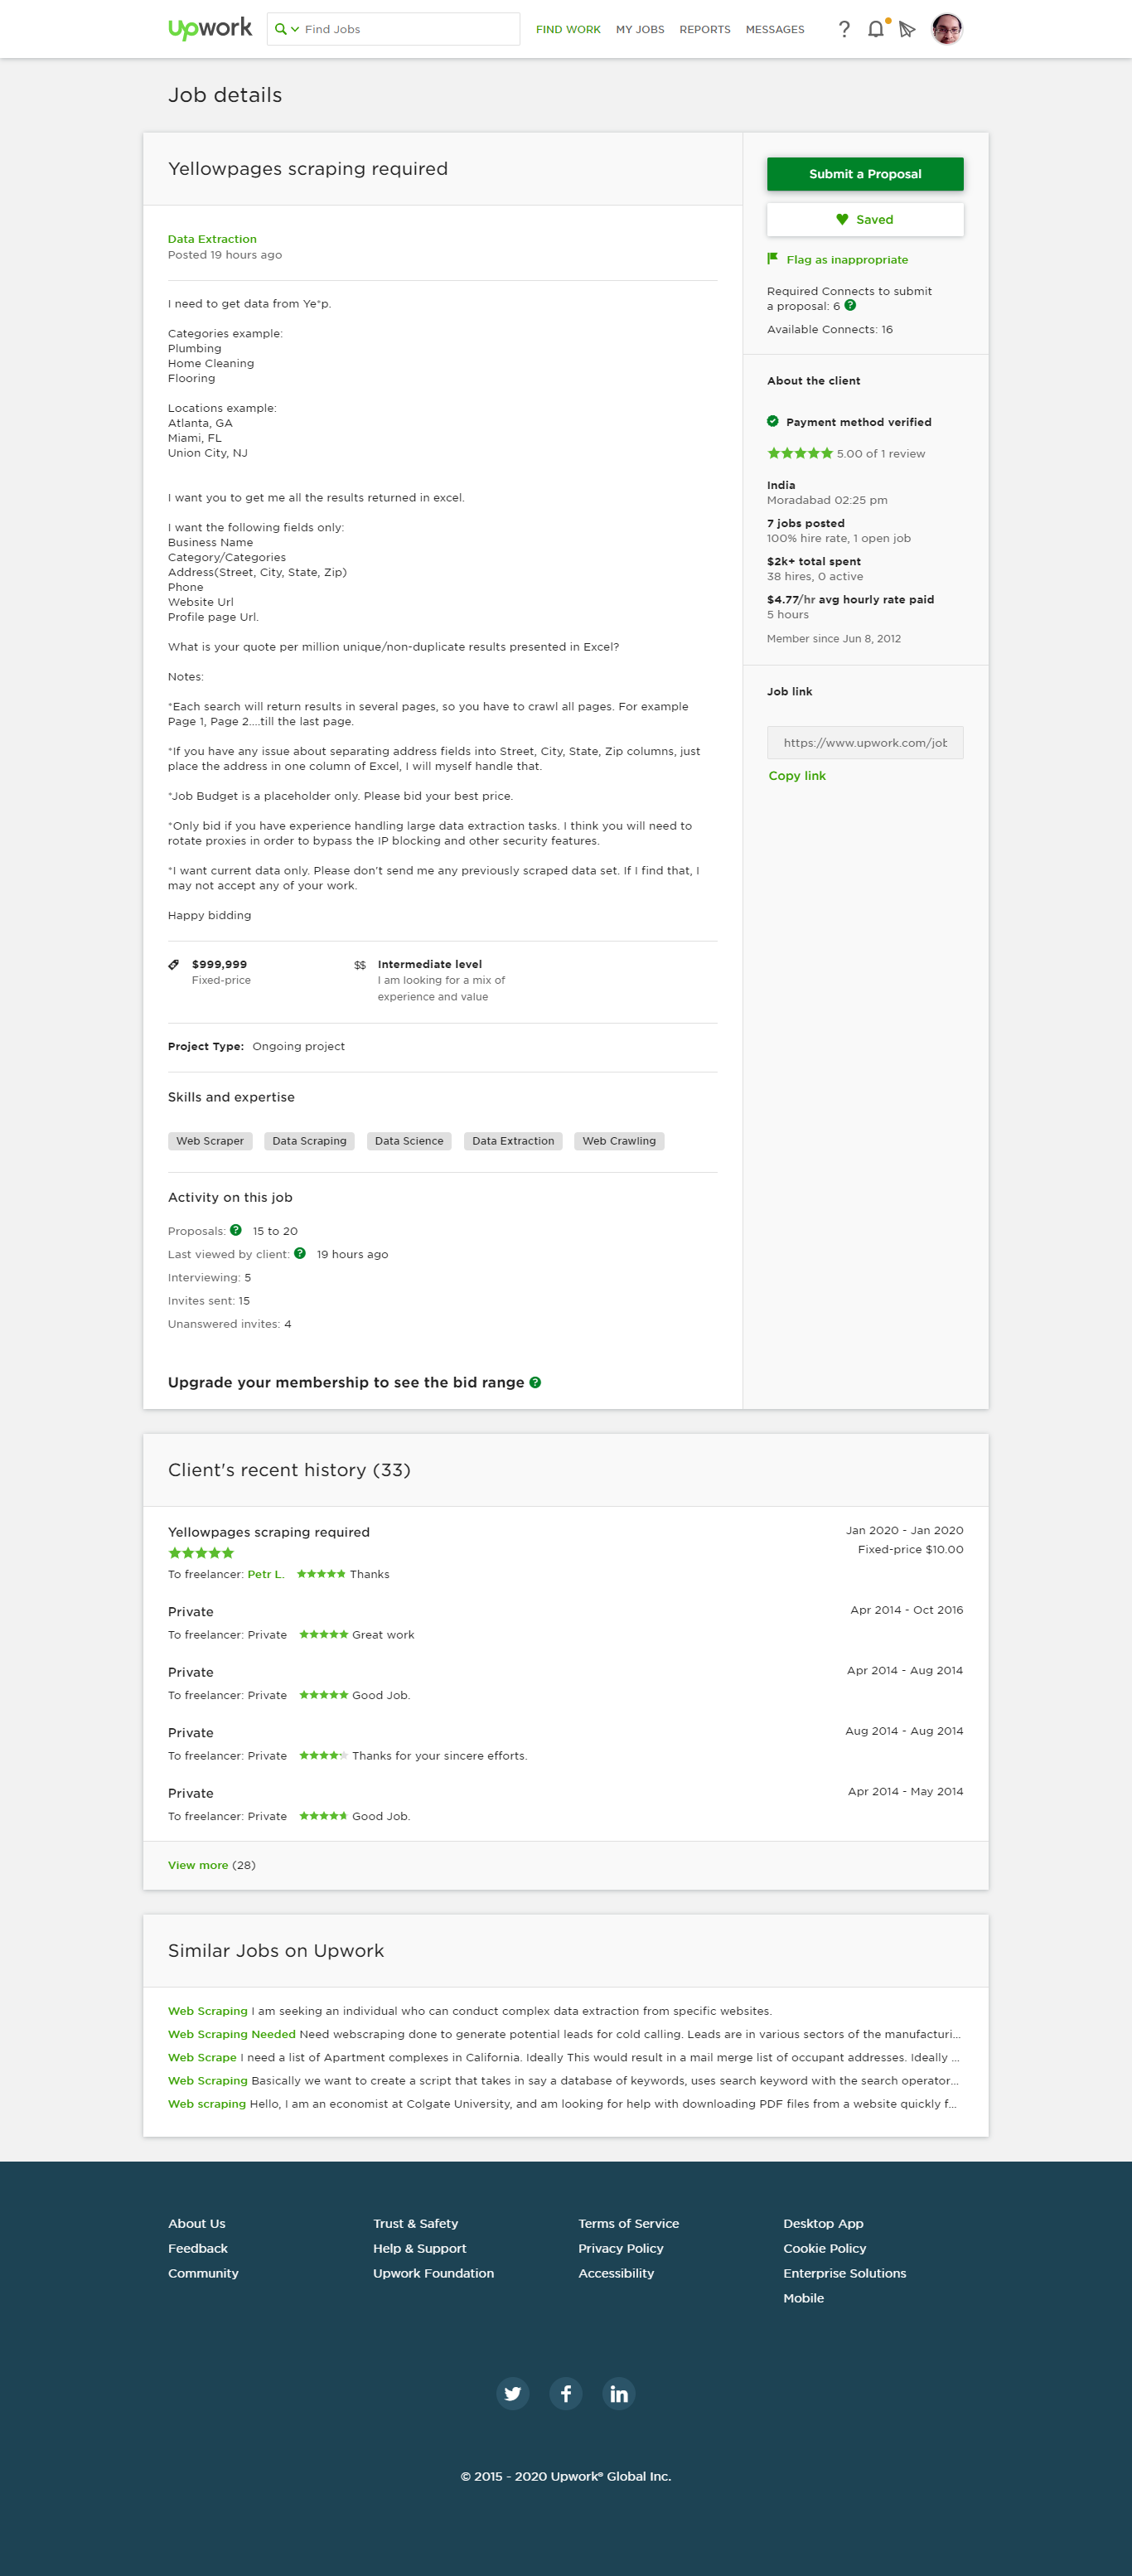 Upwork
Find Jobs
FIND WORK MY JOBS REPORTS MESSAGES
Job details
Yellowpages scraping required
Data Extraction
Posted 19 hours ago
I need to get data from Ye*p.
Categories example:
Plumbing
Home Cleaning
Flooring
Locations example:
Atlanta, GA
Miami, FL
Union City, NJ
I want you to get me all the results returned in excel.
I want the following fields only:
Business Name
Category/Categories
Address(Street, City, State, Zip)
Phone
Website Url
Profile page Url.
What is your quote per million unique/non-duplicate results presented in Excel?
Notes:
*Each search will return results in several pages, so you have to crawl all pages. For example
Page 1, Page 2....till the last page.
*If you have any issue about separating address fields into Street, City, State, Zip columns, just
place the address in one column of Excel, I will myself handle that.
*Job Budget is a placeholder only. Please bid your best price.
*Only bid if you have experience handling large data extraction tasks. I think you will need to
rotate proxies in order to bypass the IP blocking and other security features.
*I want current data only. Please don't send me any previously scraped data set. If I find that, I
may not accept any of your work.
Happy bidding
$999,999
Fixed-price
$$ Intermediate level
I am looking for a mix of
experience and value
Project Type: Ongoing project
Skills and expertise
Web Scraper Data Scraping Data Science Data Extraction Web Crawling
Activity on this job
Proposals: ? 15 to 20
Last viewed by client: ? 19 hours ago
Interviewing: 5
Invites sent: 15
Unanswered invites: 4
Upgrade your membership to see the bid range ?
Submit a Proposal
Saved
Flag as inappropriate
Required Connects to submit
a proposal: 6 ?
Available Connects: 16
About the client
Payment method verified
5.00 of 1 review
India
Moradabad 02:25 pm
7 jobs posted
100% hire rate, 1 open job
$2k+ total spent
38 hires, 0 active
$4.77/hr avg hourly rate paid
5 hours
Member since Jun 8, 2012
Job link
https://www.upwork.com/job
Copy link
Client's recent history (33)
Yellowpages scraping required
Jan 2020 - Jan 2020
Fixed-price $10.00
To freelancer: Petr L. Thanks
Private
Apr 2014 - Oct 2016
To freelancer: Private Great work
Private
Apr 2014 - Aug 2014
To freelancer: Private Good Job.
Private
Aug 2014 - Aug 2014
To freelancer: Private Thanks for your sincere efforts.
Private
Apr 2014 - May 2014
To freelancer: Private Good Job.
View more (28)
Similar Jobs on Upwork
Web Scraping I am seeking an individual who can conduct complex data extraction from specific websites.
Web Scraping Needed Need webscraping done to generate potential leads for cold calling. Leads are in various sectors of the manufacturi...
Web Scrape I need a list of Apartment complexes in California. Ideally This would result in a mail merge list of occupant addresses. Ideally ...
Web Scraping Basically we want to create a script that takes in say a database of keywords, uses search keyword with the search operator...
Web scraping Hello, I am an economist at Colgate University, and am looking for help with downloading PDF files from a website quickly f...
About Us
Feedback
Community
Trust & Safety
Help & Support
Upwork Foundation
Terms of Service
Privacy Policy
Accessibility
Desktop App
Cookie Policy
Enterprise Solutions
Mobile
© 2015 - 2020 Upwork® Global Inc.